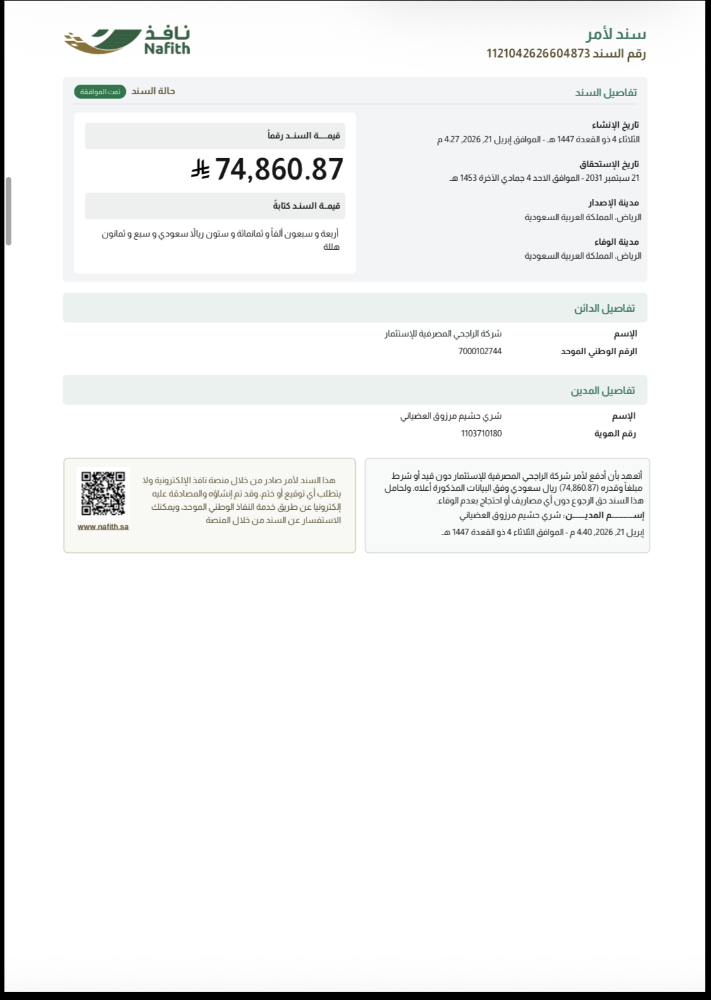 نافذ
Nafith
سند لأمر
رقم السند 1121042626604873
تفاصيل السند
حالة السند تمت الموافقة
تاريخ الإنشاء
الثلاثاء 4 ذو القعدة 1447 هـ - الموافق إبريل 21, 2026, 4:27 م
تاريخ الإستحقاق
21 سبتمبر 2031 - الموافق الاحد 4 جمادي الآخرة 1453 هـ
مدينة الإصدار
الرياض، المملكة العربية السعودية
مدينة الوفاء
الرياض، المملكة العربية السعودية
قيمـــة السنــد رقماً
74,860.87
قيمــة السنـد كتابةً
أربعة و سبعون ألفاً و ثمانمائة و ستون ريالًا سعودي و سبع و ثمانون
هللة
تفاصيل الدائن
الإسم شركة الراجحي المصرفية للإستثمار
الرقم الوطني الموحد 7000102744
تفاصيل المدين
الإسم شري حشيم مرزوق العضياني
رقم الهوية 1103710180
أتعهد بأن أدفع لأمر شركة الراجحي المصرفية للإستثمار دون قيد أو شرط
مبلغاً وقدره (74,860.87) ريال سعودي وفق البيانات المذكورة أعلاه. ولحامل
هذا السند حق الرجوع دون أي مصاريف أو احتجاج بعدم الوفاء.
إســـــم المديـــــن: شري حشيم مرزوق العضياني
إبريل 21, 2026, 4:40 م - الموافق الثلاثاء 4 ذو القعدة 1447 هـ
هذا السند لأمر صادر من خلال منصة نافذ الإلكترونية ولا
يتطلب أي توقيع أو ختم، وقد تم إنشاؤه والمصادقة عليه
إلكترونيا عن طريق خدمة النفاذ الوطني الموحد، ويمكنك
الاستفسار عن السند من خلال المنصة
www.nafith.sa